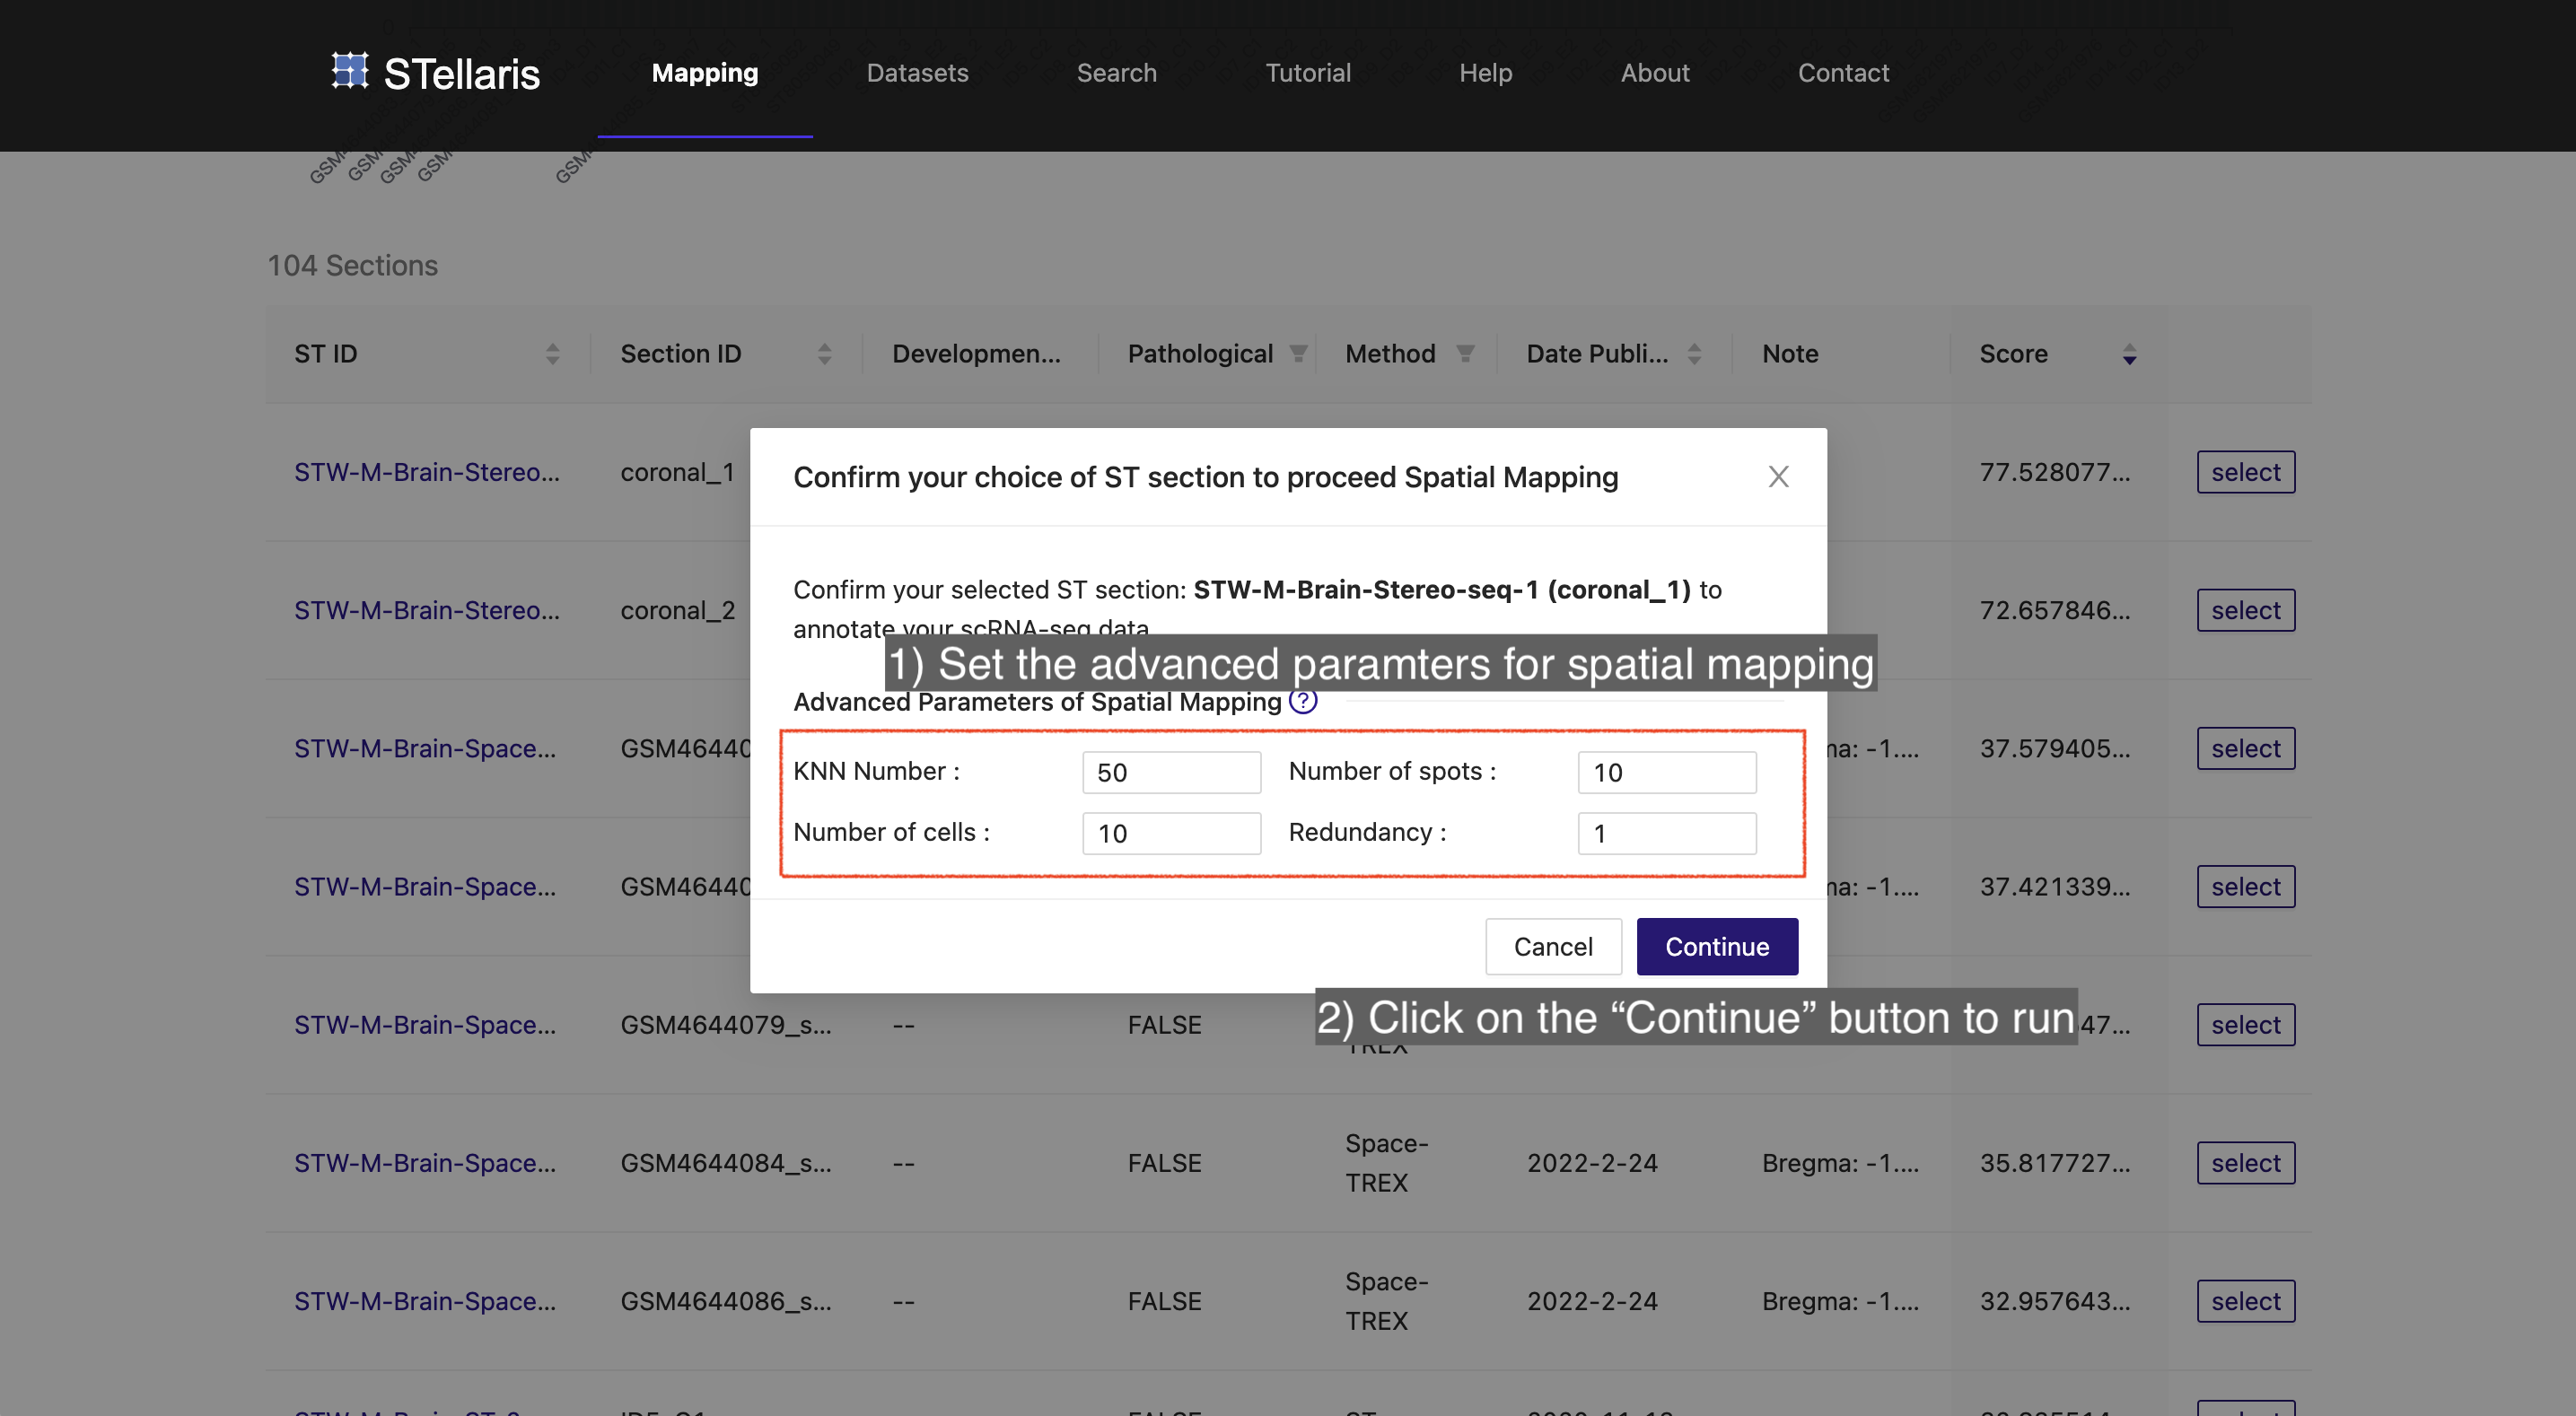 STellaris Mapping Datasets Search Tutorial Help About Contact
104 Sections
ST ID Section ID Developmen... Pathological Method Date Publi... Note Score
STW-M-Brain-Stereo... coronal_1 77.528077... select
STW-M-Brain-Stereo... coronal_2 72.657846... select
STW-M-Brain-Space... GSM46440 ma: -1.... 37.579405... select
STW-M-Brain-Space... GSM46440 ma: -1.... 37.421339... select
Confirm your choice of ST section to proceed Spatial Mapping
Confirm your selected ST section: STW-M-Brain-Stereo-seq-1 (coronal_1) to
annotate your scRNA-seq data
1) Set the advanced paramters for spatial mapping
Advanced Parameters of Spatial Mapping ?
KNN Number : 50 Number of spots : 10
Number of cells : 10 Redundancy : 1
Cancel Continue
2) Click on the “Continue” button to run
STW-M-Brain-Space... GSM4644079_s... -- FALSE TREX 47... select
STW-M-Brain-Space... GSM4644084_s... -- FALSE Space-
TREX 2022-2-24 Bregma: -1.... 35.817727... select
STW-M-Brain-Space... GSM4644086_s... -- FALSE Space-
TREX 2022-2-24 Bregma: -1.... 32.957643... select